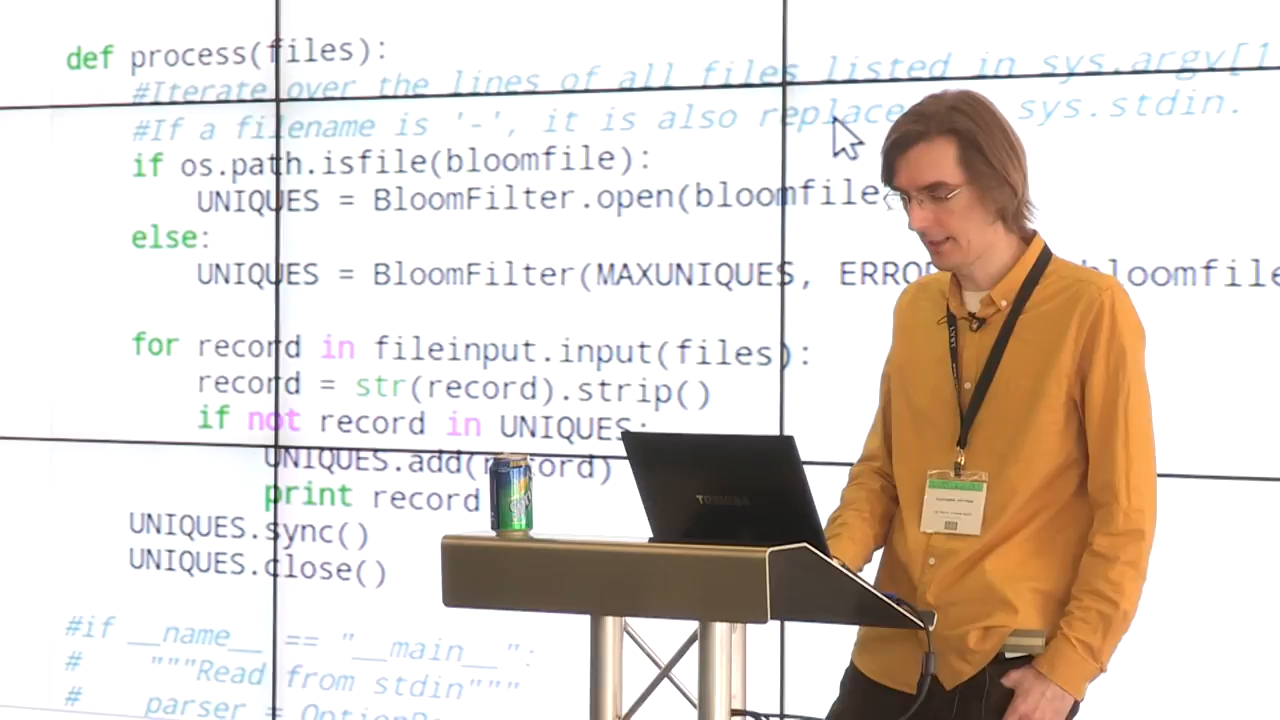 def process(files):
#Iterate over the lines of all files listed in sys.argv[1
#If a filename is '-', it is also replace sys.stdin.
if os.path.isfile(bloomfile):
UNIQUES = BloomFilter.open(bloomfile
else:
UNIQUES = BloomFilter(MAXUNIQUES, bloomfile
for record in fileinput.input(files):
record = str(record).strip()
if not record in UNIQUES:
UNIQUES.add(record)
print record
UNIQUES.sync()
UNIQUES.close()
#if __name__ == "__main__":
# """Read from stdin"""
# parser =
TOSHIBA